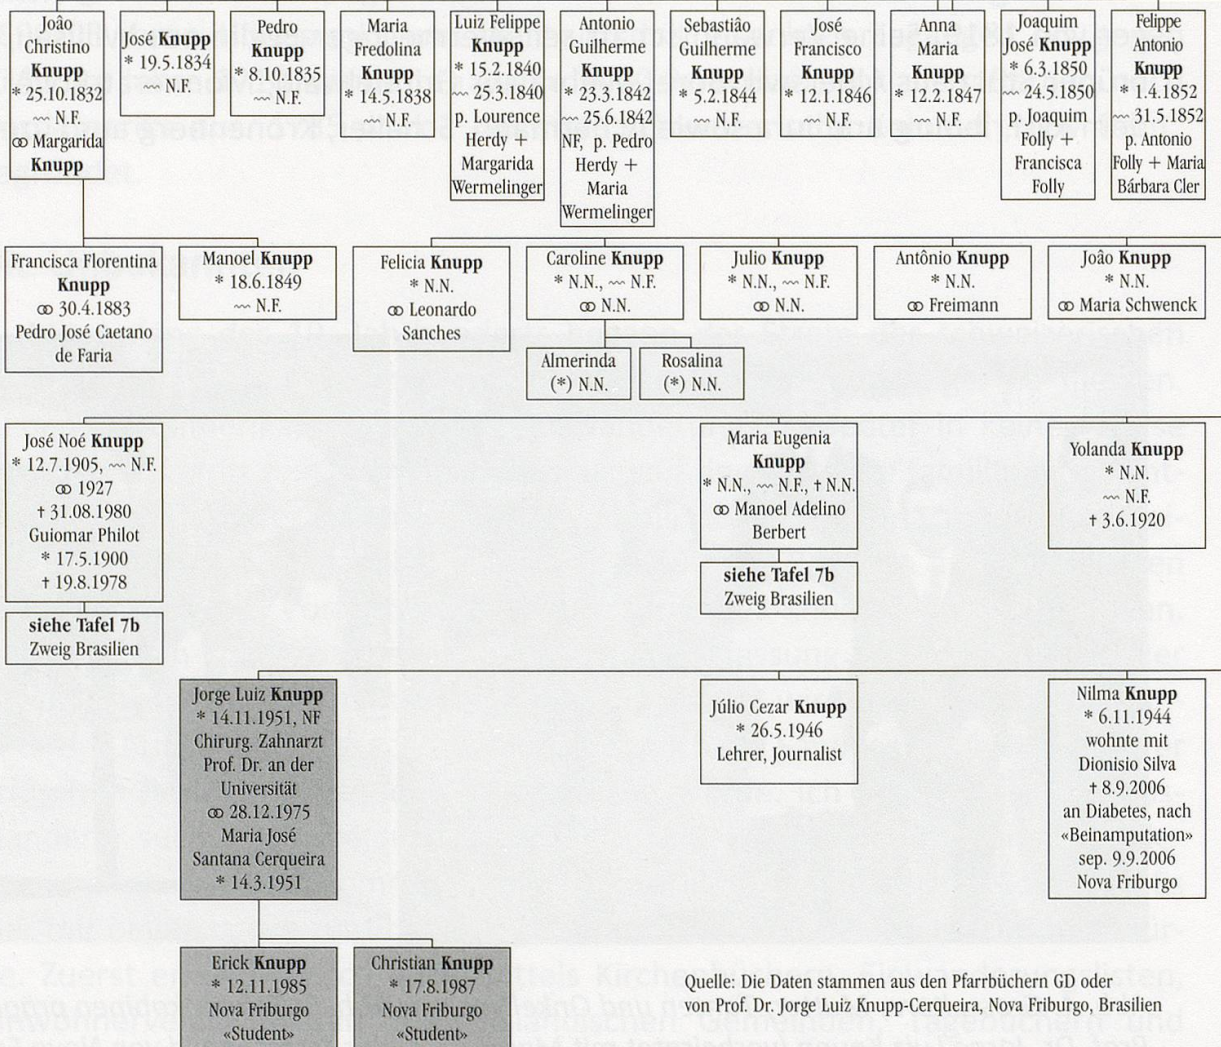 João
Christino
Knupp
* 25.10.1832
~~~ N.F.
⚭ Margarida
Knupp
José Knupp
* 19.5.1834
~~~ N.F.
Pedro
Knupp
* 8.10.1835
~~~ N.F.
Maria
Fredolina
Knupp
* 14.5.1838
Luiz Felippe
Knupp
* 15.2.1840
~~~ 25.3.1840
p. Lourence
Herdy +
Margarida
Wermelinger
Antonio
Guilherme
Knupp
* 23.3.1842
~~~ 25.6.1842
NF, p. Pedro
Herdy +
Maria
Wermelinger
Sebastião
Guilherme
Knupp
* 5.2.1844
~~~ N.F.
José
Francisco
Knupp
* 12.1.1846
~~~ N.F.
Anna
Maria
Knupp
* 12.2.1847
~~~ N.F.
Joaquim
José Knupp
* 6.3.1850
~~~ 24.5.1850
p. Joaquim
Folly +
Francisca
Folly
Felippe
Antonio
Knupp
* 1.4.1852
~~~ 31.5.1852
p. Antonio
Folly + Maria
Bárbara Cler
Francisca Florentina
Knupp
⚭ 30.4.1883
Pedro José Caetano
de Faria
Manoel Knupp
* 18.6.1849
~~~ N.F.
Felicia Knupp
* N.N.
⚭ Leonardo
Sanches
Caroline Knupp
* N.N., ~~~ N.F.
⚭ N.N.
Julio Knupp
* N.N., ~~~ N.F.
⚭ N.N.
Antônio Knupp
* N.N.
⚭ Freimann
João Knupp
* N.N.
⚭ Maria Schwenck
Almerinda
(*) N.N.
Rosalina
(*) N.N.
José Noé Knupp
* 12.7.1905, ~~~ N.F.
⚭ 1927
† 31.08.1980
Guiomar Philot
* 17.5.1900
† 19.8.1978
siehe Tafel 7b
Zweig Brasilien
Maria Eugenia
Knupp
* N.N., ~~~ N.F., † N.N.
⚭ Manoel Adelino
Berbert
siehe Tafel 7b
Zweig Brasilien
Yolanda Knupp
* N.N.
~~~ N.F.
† 3.6.1920
Jorge Luiz Knupp
* 14.11.1951, NF
Chirurg. Zahnarzt
Prof. Dr. an der
Universität
⚭ 28.12.1975
Maria José
Santana Cerqueira
* 14.3.1951
Júlio Cezar Knupp
* 26.5.1946
Lehrer, Journalist
Nilma Knupp
* 6.11.1944
wohnte mit
Dionisio Silva
† 8.9.2006
an Diabetes, nach
«Beinamputation»
sep. 9.9.2006
Nova Friburgo
Erick Knupp
* 12.11.1985
Nova Friburgo
«Student»
Christian Knupp
* 17.8.1987
Nova Friburgo
«Student»
Quelle: Die Daten stammen aus den Pfarrbüchern GD oder
von Prof. Dr. Jorge Luiz Knupp-Cerqueira, Nova Friburgo, Brasilien